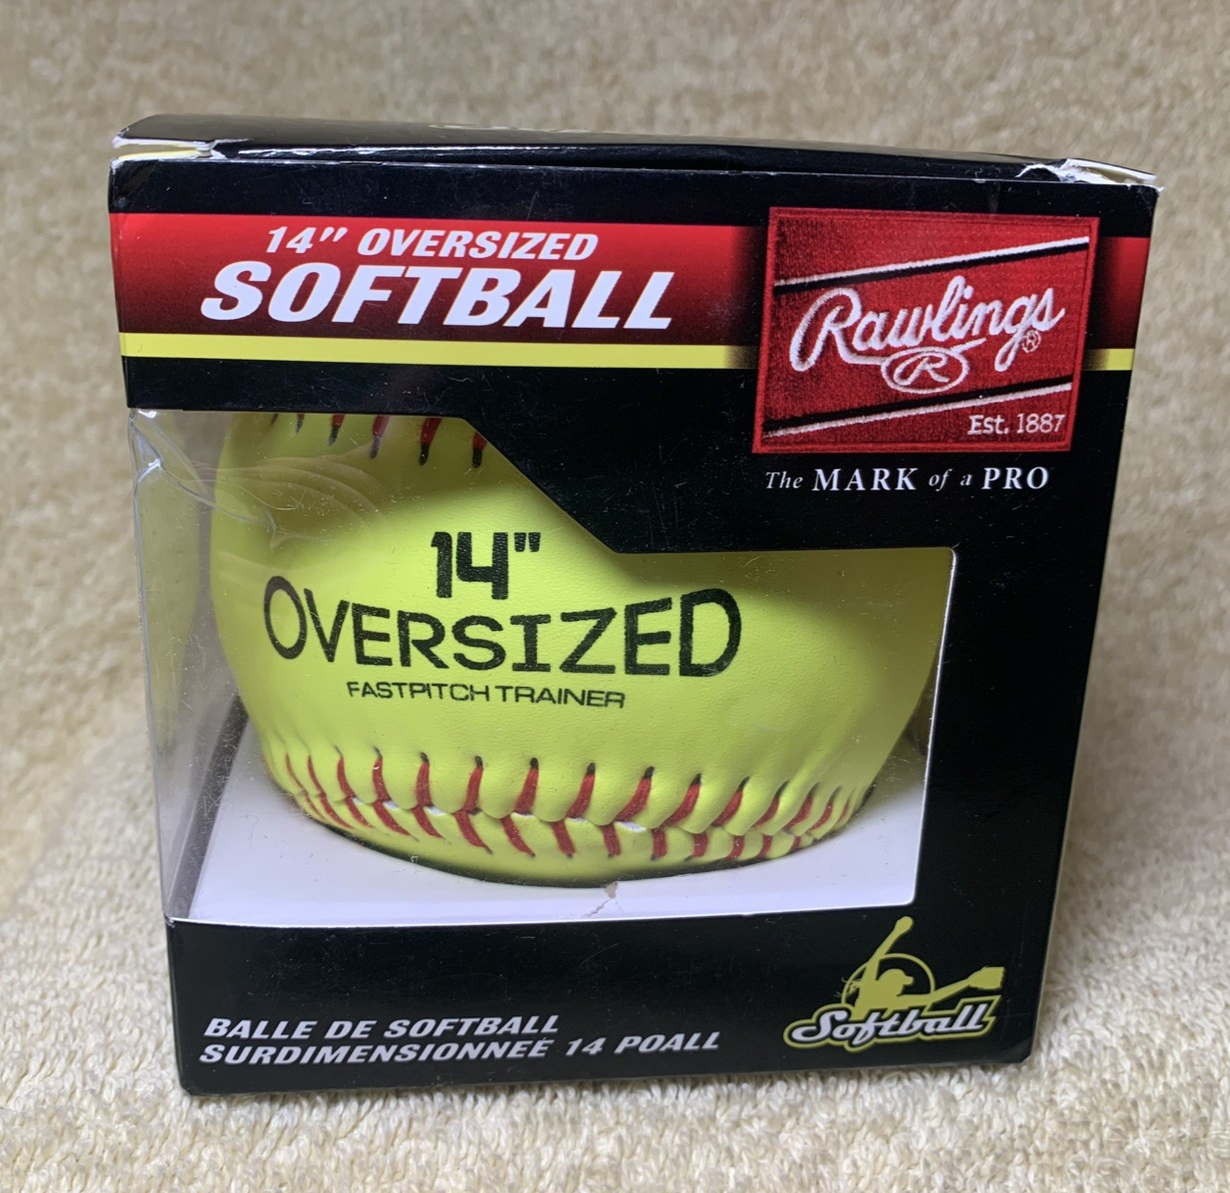 14” OVERSIZED
SOFTBALL
Rawlings®
R
Est. 1887
The MARK of a PRO
14"
OVERSIZED
FASTPITCH TRAINER
BALLE DE SOFTBALL
SURDIMENSIONNEÉ 14 POALL
Softball